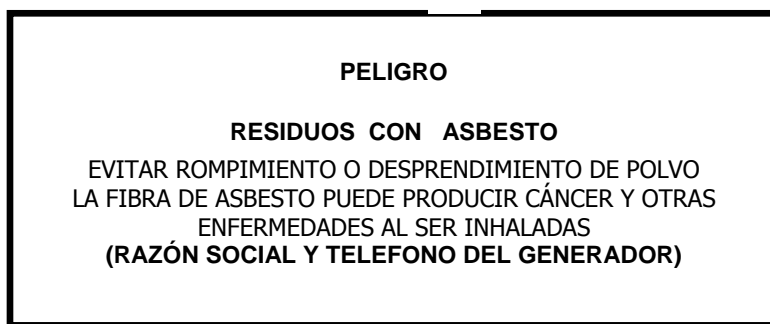 PELIGRO
RESIDUOS CON ASBESTO
EVITAR ROMPIMIENTO O DESPRENDIMIENTO DE POLVO
LA FIBRA DE ASBESTO PUEDE PRODUCIR CÁNCER Y OTRAS
ENFERMEDADES AL SER INHALADAS
(RAZÓN SOCIAL Y TELEFONO DEL GENERADOR)